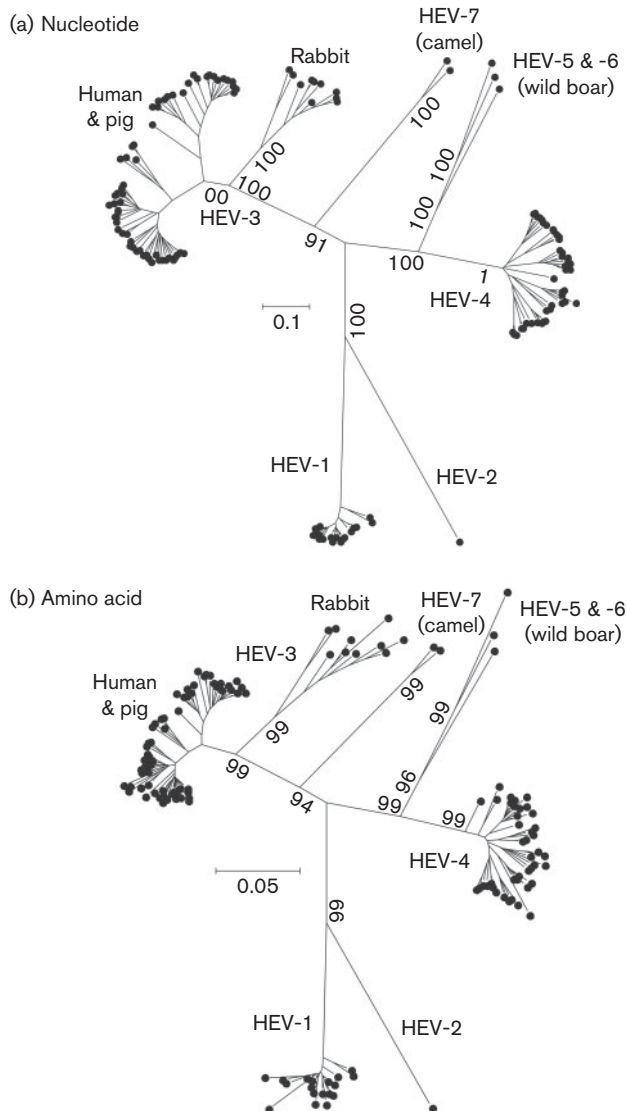 (a) Nucleotide
HEV-7
(camel)
HEV-5 & -6
(wild boar)
Rabbit
Human
& pig
100
100
100
100
100
00
100
HEV-3
91
100
1
HEV-4
0.1
100
HEV-1
HEV-2
(b) Amino acid
Rabbit
HEV-7
(camel)
HEV-5 & -6
(wild boar)
HEV-3
Human
& pig
99
99
99
99
94
96
99
99
HEV-4
0.05
99
HEV-1
HEV-2